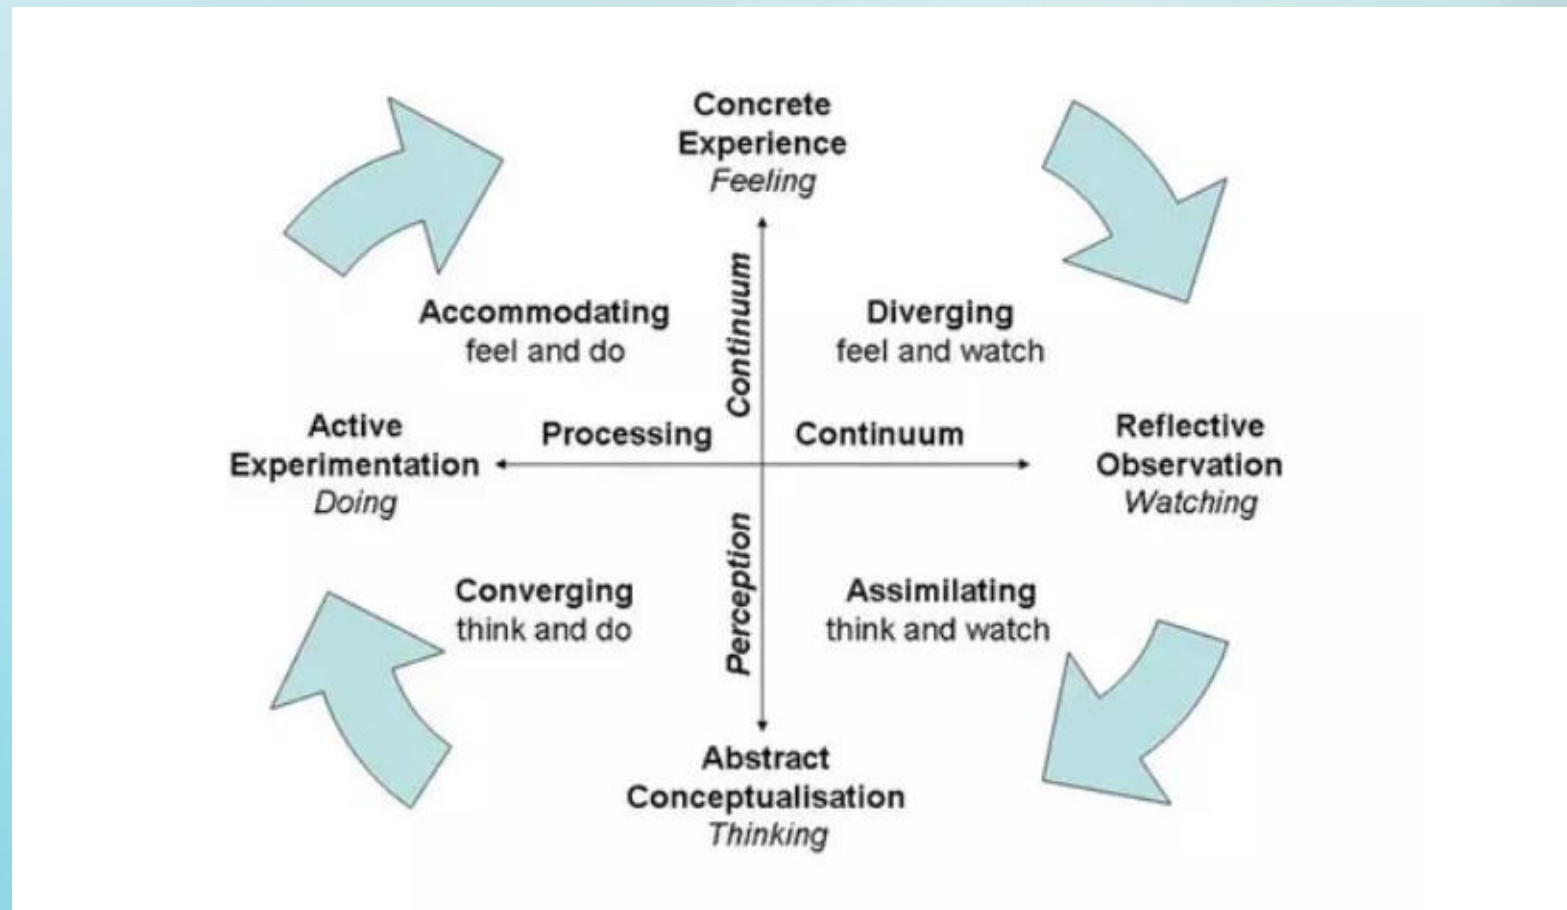 Concrete
Experience
Feeling
Continuum
Accommodating
feel and do
Diverging
feel and watch
Active
Experimentation
Doing
Processing
Continuum
Reflective
Observation
Watching
Perception
Converging
think and do
Assimilating
think and watch
Abstract
Conceptualisation
Thinking